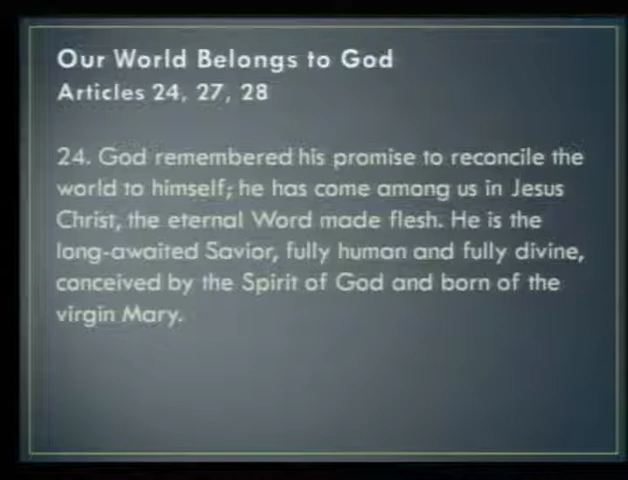 Our World Belongs to God
Articles 24, 27, 28
24. God remembered his promise to reconcile the
world to himself; he has come among us in Jesus
Christ, the eternal Word made flesh. He is the
long-awaited Savior, fully human and fully divine,
conceived by the Spirit of God and born of the
virgin Mary.